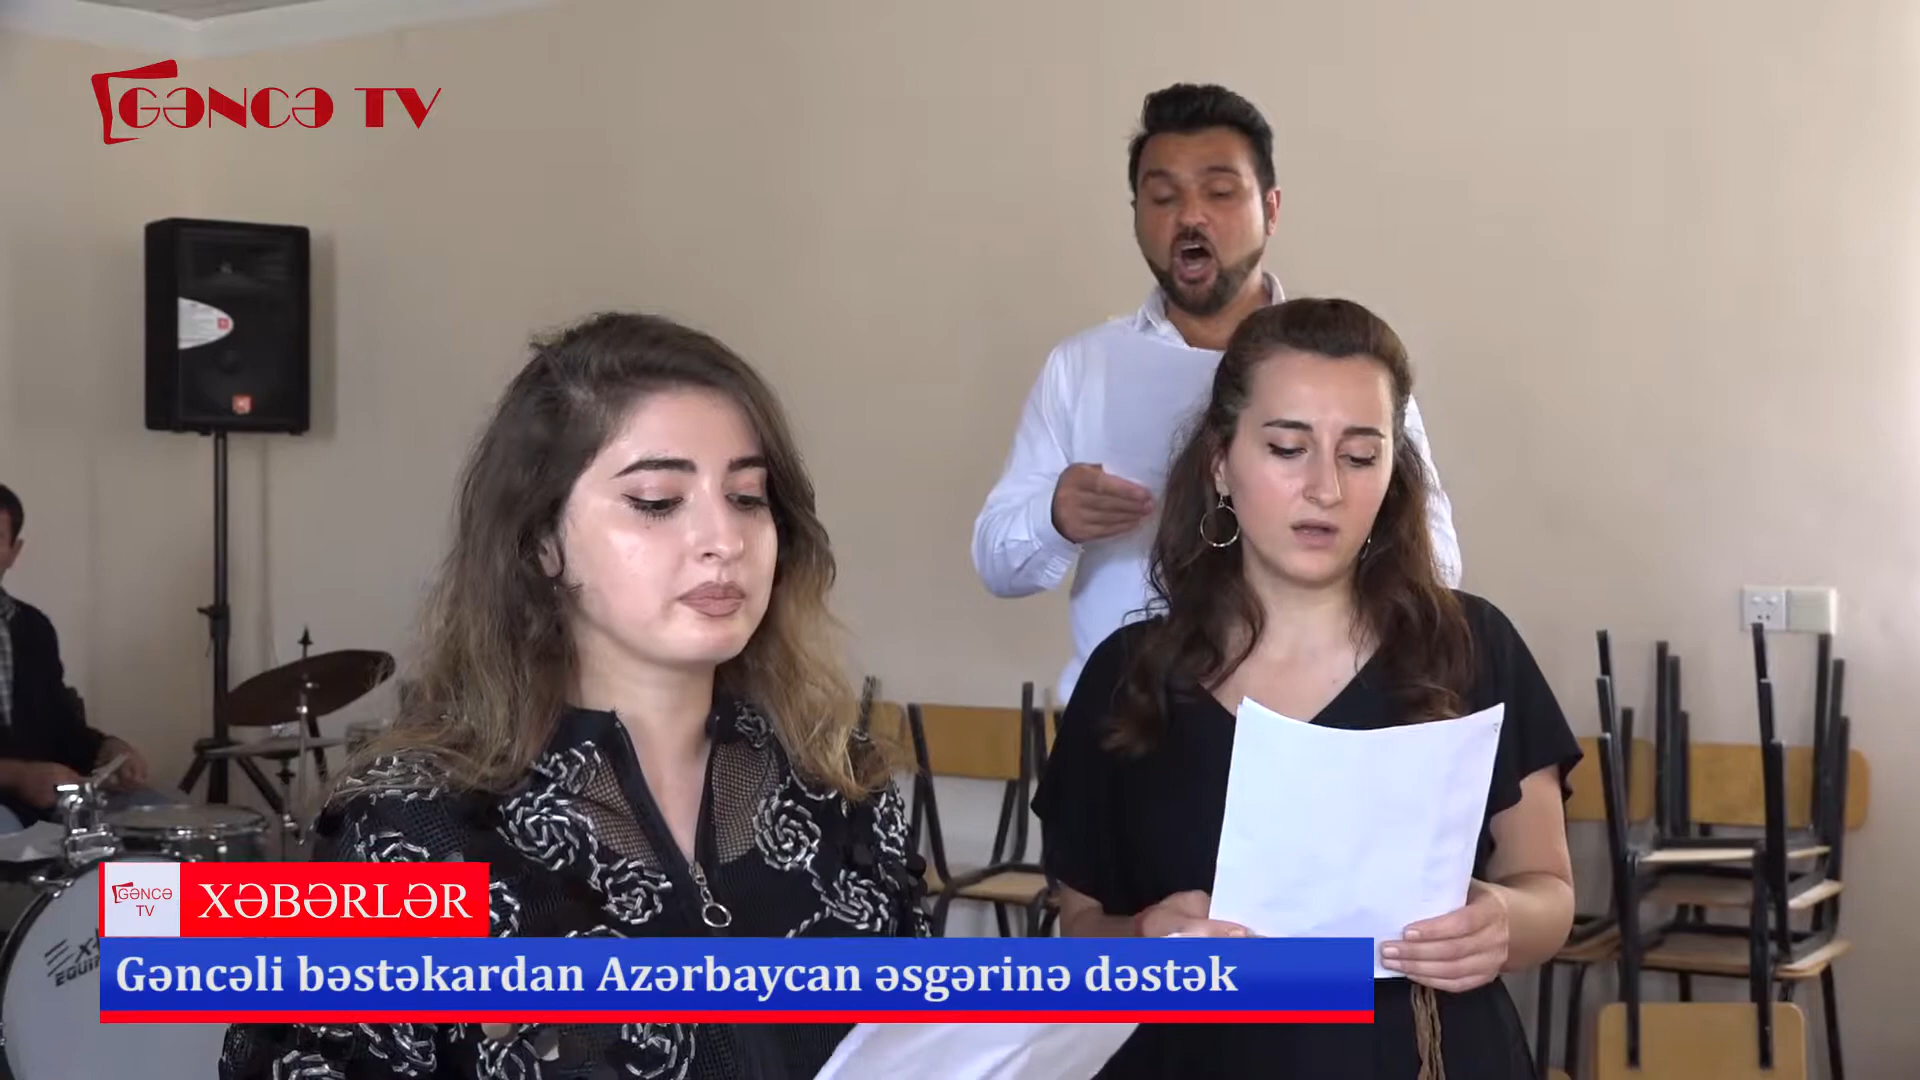 GƏNCƏ TV
GƏNCƏ
TV
XƏBƏRLƏR
Gəncəli bəstəkardan Azərbaycan əsgərinə dəstək